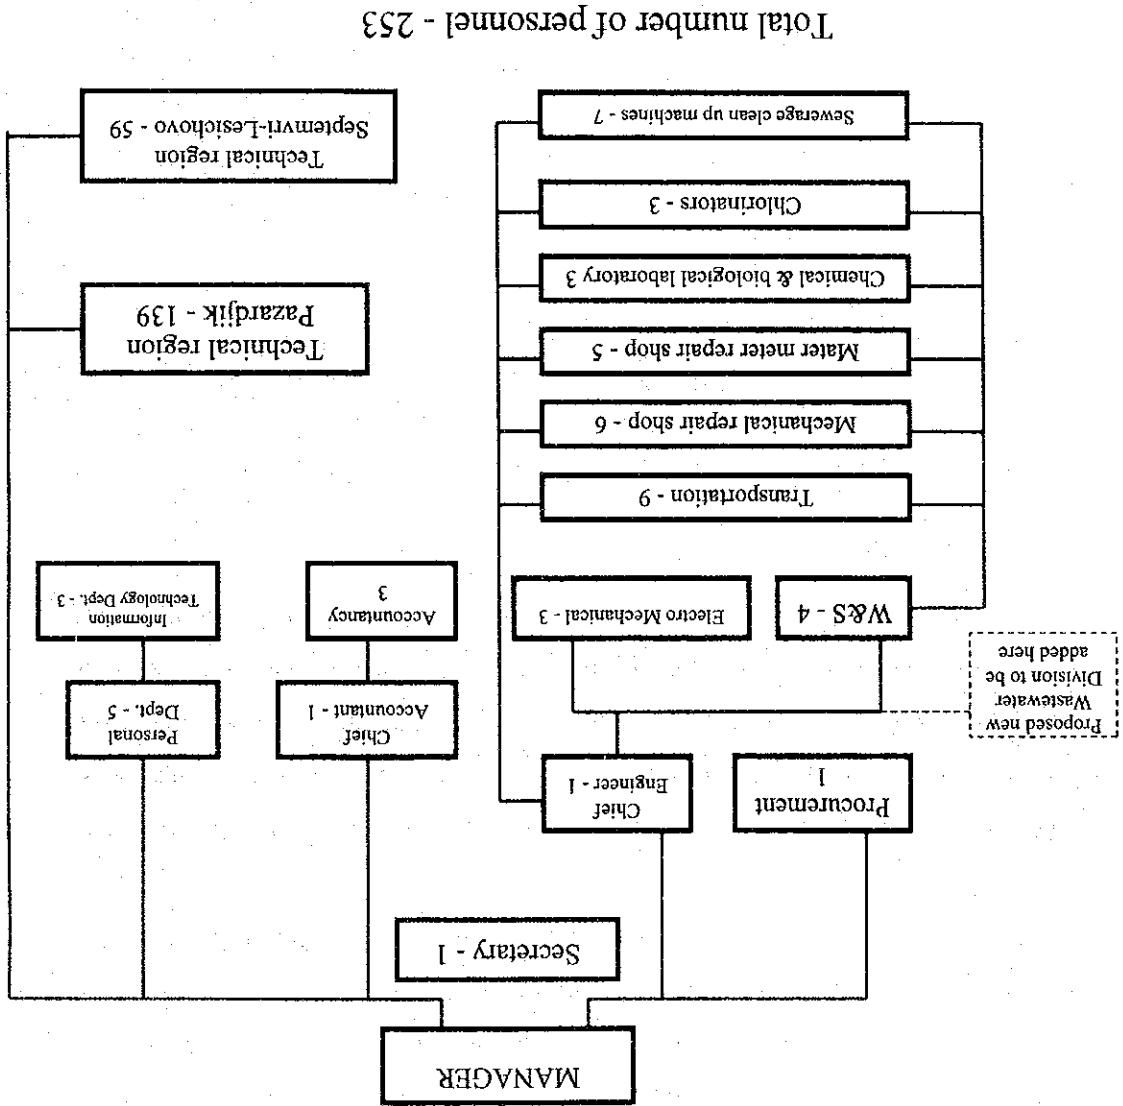 MANAGER
Secretary - 1
Procurement
1
Chief
Engineer - 1
Chief
Accountant - 1
Personal
Dept. - 5
Proposed new
Wastewater
Division to be
added here
W&S - 4
Electro Mechanical - 3
Accountancy
3
Information
Technology Dept. - 3
Transportation - 9
Mechanical repair shop - 6
Mater meter repair shop - 5
Chemical & biological laboratory 3
Chlorinators - 3
Sewerage clean up machines - 7
Technical region
Pazardjik - 139
Technical region
Septemvri-Lesichovo - 59
Total number of personnel - 253